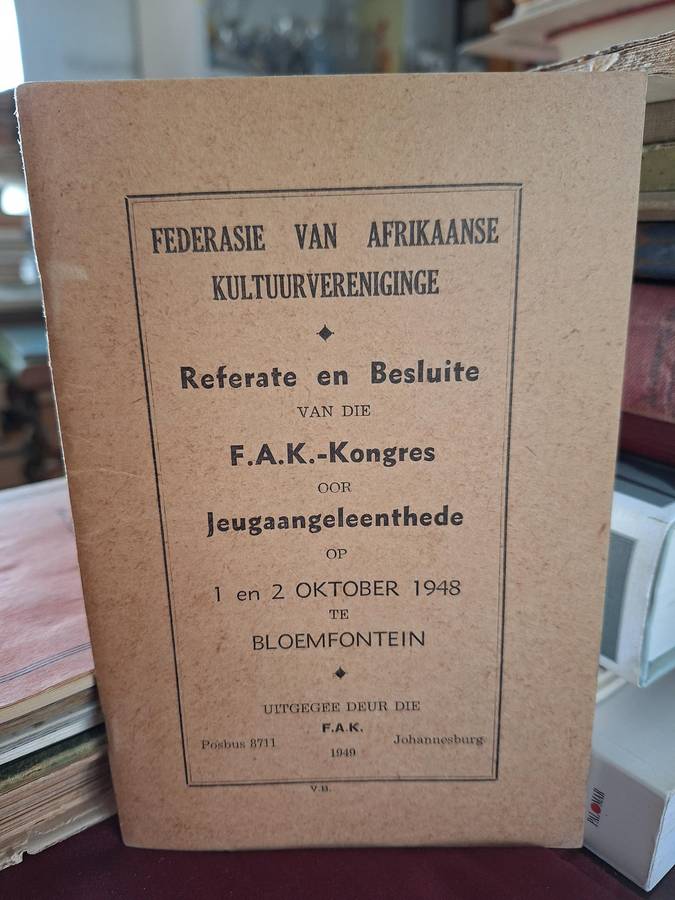 FEDERASIE VAN AFRIKAANSE
KULTUURVERENIGINGE
Referate en Besluite
VAN DIE
F.A.K.-Kongres
OOR
Jeugaangeleenthede
OP
1 en 2 OKTOBER 1948
TE
BLOEMFONTEIN
UITGEGEE DEUR DIE
F.A.K.
Posbus 8711 Johannesburg
1949
V.B.
PALOMAR